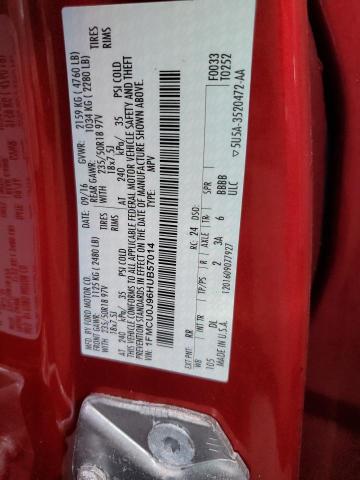 MFD. BY FORD MOTOR CO.
DATE: 09/16
GVWR: 2159 KG ( 4760 LB)
FRONT GAWR: 1125 KG ( 2480 LB)
REAR GAWR: 1034 KG ( 2280 LB)
235/50R18 97V TIRES
235/50R18 97V TIRES
18x7.5J RIMS
18x7.5J RIMS
AT 240 kPa/ 35 PSI COLD
AT 240 kPa/ 35 PSI COLD
THIS VEHICLE CONFORMS TO ALL APPLICABLE FEDERAL MOTOR VEHICLE SAFETY AND
THEFT PREVENTION STANDARDS IN EFFECT ON THE DATE OF MANUFACTURE SHOWN ABOVE.
VIN: 1FMCU0J96HUB57014
TYPE: MPV
F0033
T0252
EXT PNT: RR RC: 24 DSO:
WB INT TR TP/PS R AXLE TR SPR
105 DL 2 3A 6 BBBB
MADE IN U.S.A. 1201609027927 ULC
5U5A-3520472-AA